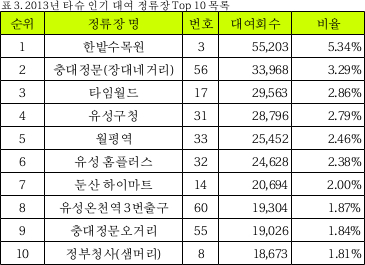 표 3. 2013년 타슈 인기 대여 정류장 Top 10 목록
순위 정류장 명 번호 대여회수 비율
1 한밭수목원 3 55,203 5.34%
2 충대정문(장대네거리) 56 33,968 3.29%
3 타임월드 17 29,563 2.86%
4 유성구청 31 28,796 2.79%
5 월평역 33 25,452 2.46%
6 유성 홈플러스 32 24,628 2.38%
7 둔산 하이마트 14 20,694 2.00%
8 유성온천역 3번출구 60 19,304 1.87%
9 충대정문오거리 55 19,026 1.84%
10 정부청사(샘머리) 8 18,673 1.81%